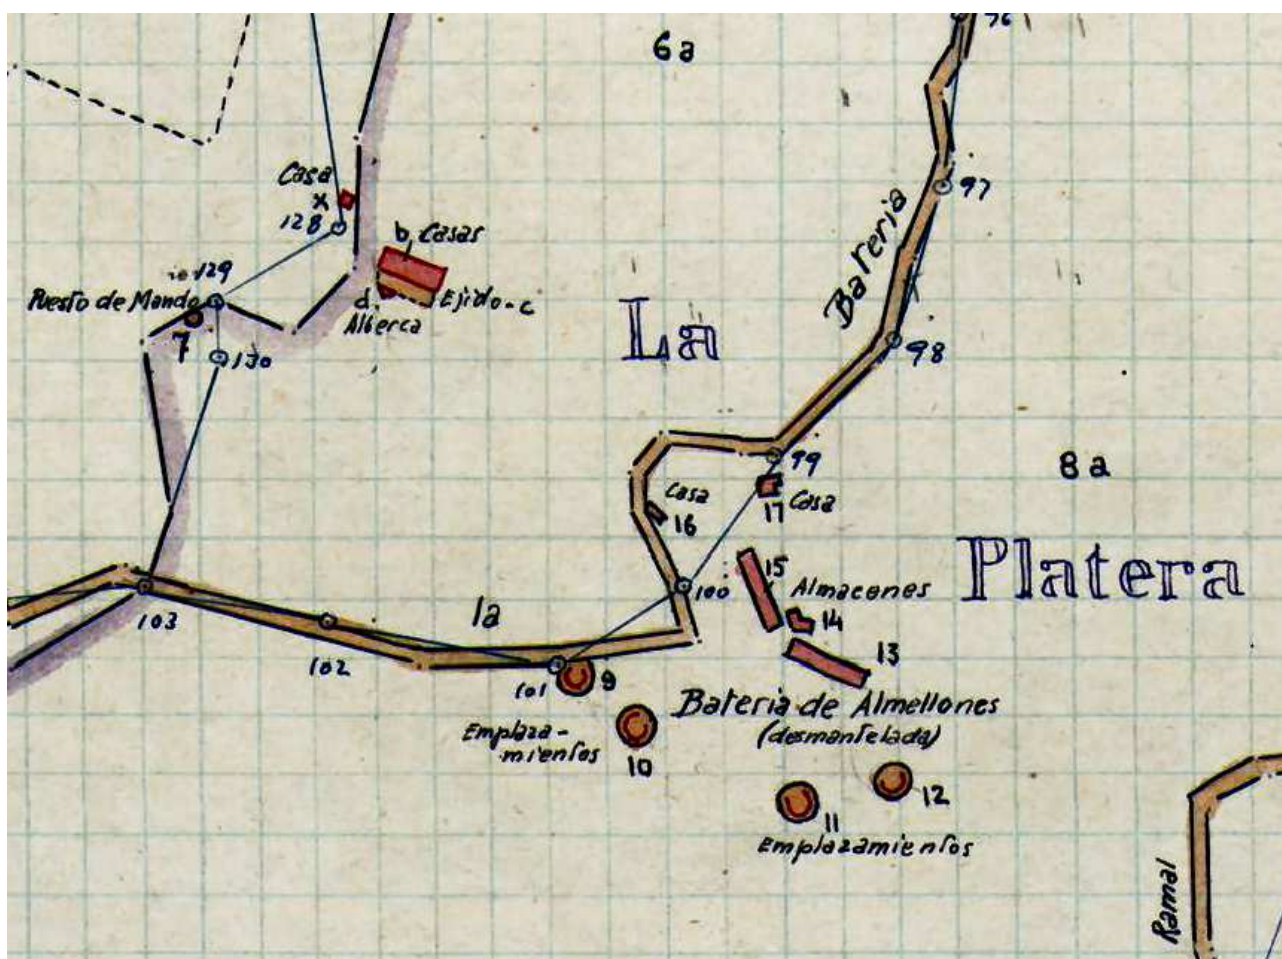 76
6a
Casa
x
97
128
b Casas
Bateria
129
Puesto de Mando
d.
Ejido-c
Alberca
La
7
130
98
99
8a
Casa
Casa
17
16
Platera
15
100
Almacenes
1a
14
103
13
102
101
9
Bateria de Almellones
(desmantelada)
Emplaza-
mientos
10
12
11
Emplazamientos
Ramal